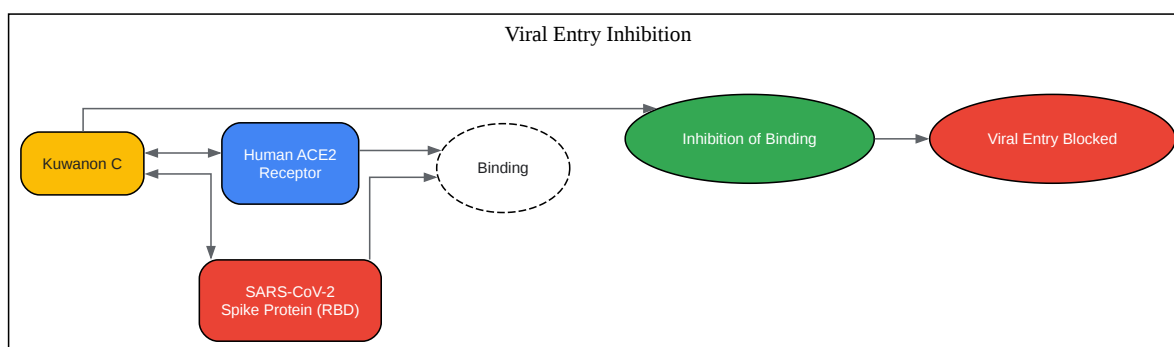 Viral Entry Inhibition
Kuwanon C
Human ACE2
Receptor
Binding
Inhibition of Binding
Viral Entry Blocked
SARS-CoV-2
Spike Protein (RBD)